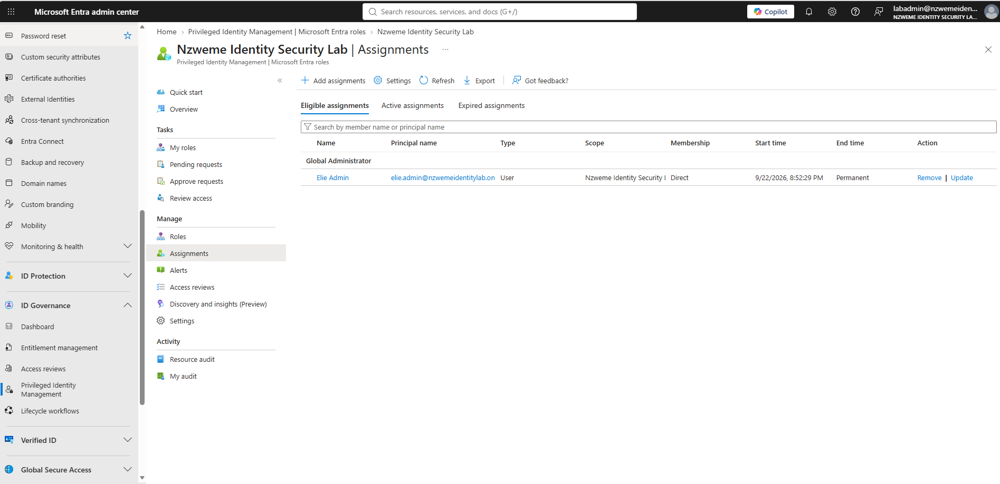 Microsoft Entra admin center
Search resources, services, and docs (G+/)
Copilot
labadmin@nzwemeiden...
NZWEME IDENTITY SECURITY LA...
Password reset
Custom security attributes
Certificate authorities
External Identities
Cross-tenant synchronization
Entra Connect
Backup and recovery
Domain names
Custom branding
Mobility
Monitoring & health
ID Protection
ID Governance
Dashboard
Entitlement management
Access reviews
Privileged Identity
Management
Lifecycle workflows
Verified ID
Global Secure Access
Home > Privileged Identity Management | Microsoft Entra roles > Nzweme Identity Security Lab
Nzweme Identity Security Lab | Assignments ...
Privileged Identity Management | Microsoft Entra roles
Quick start
Overview
Tasks
My roles
Pending requests
Approve requests
Review access
Manage
Roles
Assignments
Alerts
Access reviews
Discovery and insights (Preview)
Settings
Activity
Resource audit
My audit
Add assignments Settings Refresh Export Got feedback?
Eligible assignments Active assignments Expired assignments
Search by member name or principal name
Name Principal name Type Scope Membership Start time End time Action
Global Administrator
Elie Admin elie.admin@nzwemeidentitylab.on User Nzweme Identity Security l Direct 9/22/2026, 8:52:29 PM Permanent Remove | Update